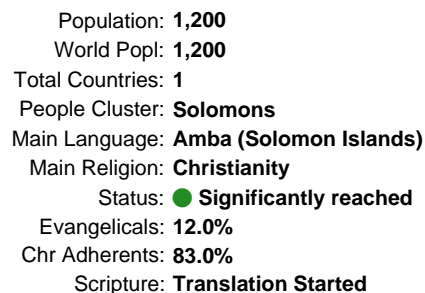 Population: 1,200
World Popl: 1,200
Total Countries: 1
People Cluster: Solomons
Main Language: Amba (Solomon Islands)
Main Religion: Christianity
Status: Significantly reached
Evangelicals: 12.0%
Chr Adherents: 83.0%
Scripture: Translation Started